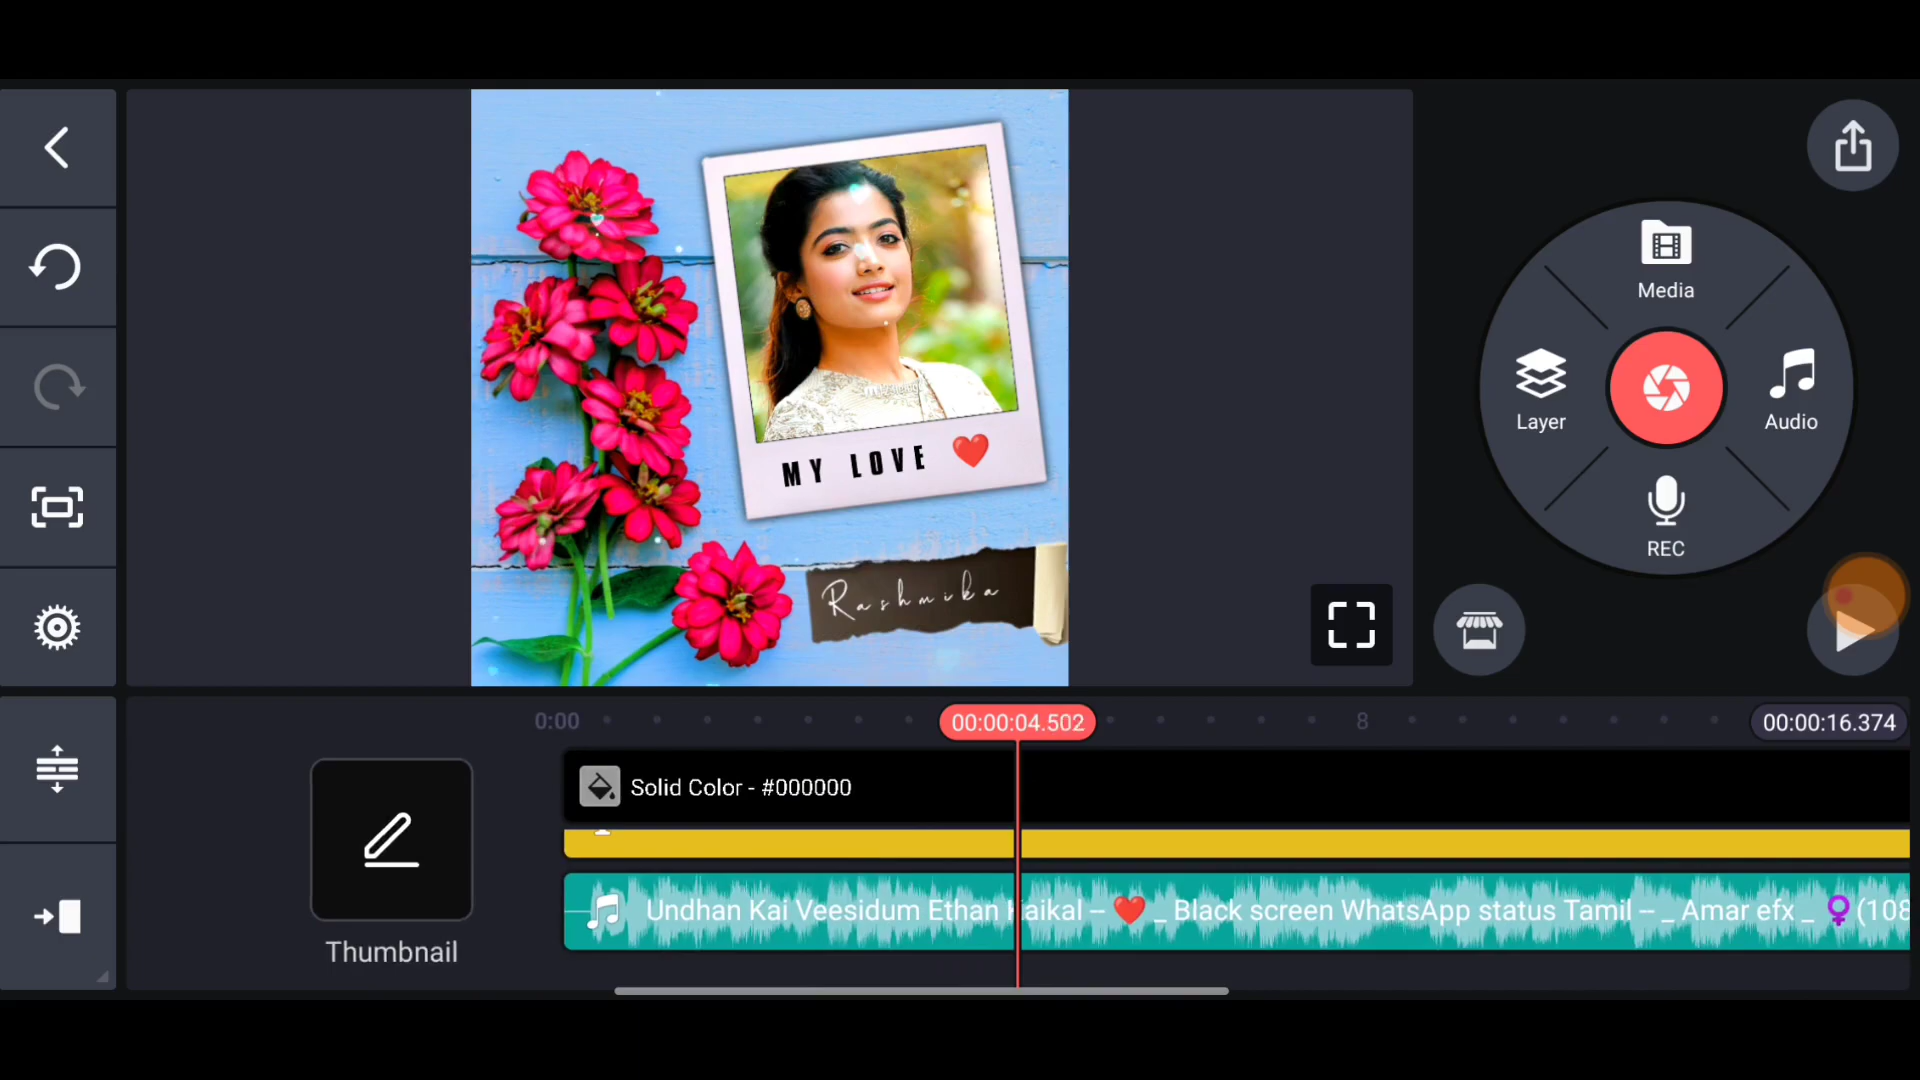 Media
Layer
Audio
REC
MY LOVE ❤️
Rashmika
0:00
00:00:04.502
8
00:00:16.374
Solid Color - #000000
Undhan Kai Veesidum Ethan Kaikal – ❤️ _ Black screen WhatsApp status Tamil – _ Amar efx _ ♀ (108
Thumbnail